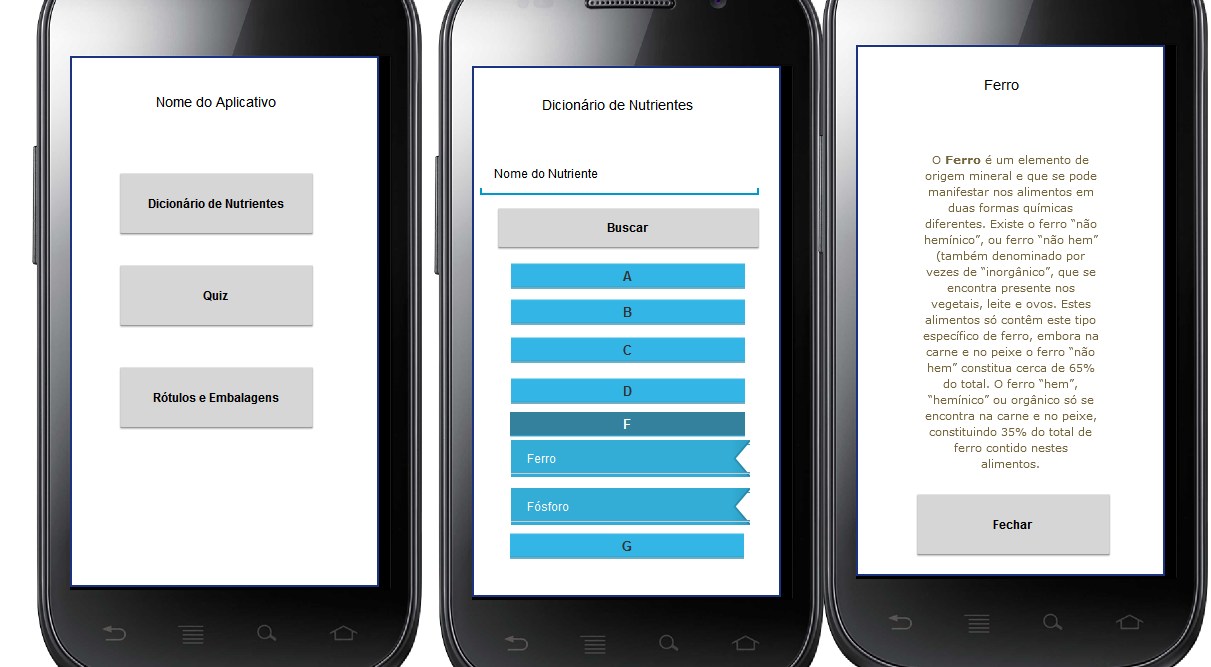 Nome do Aplicativo
Dicionário de Nutrientes
Quiz
Rótulos e Embalagens
Dicionário de Nutrientes
Nome do Nutriente
Buscar
A
B
C
D
F
Ferro
Fósforo
G
Ferro
O Ferro é um elemento de
origem mineral e que se pode
manifestar nos alimentos em
duas formas químicas
diferentes. Existe o ferro “não
hemínico”, ou ferro “não hem”
(também denominado por
vezes de “inorgânico”, que se
encontra presente nos
vegetais, leite e ovos. Estes
alimentos só contêm este tipo
específico de ferro, embora na
carne e no peixe o ferro “não
hem” constitua cerca de 65%
do total. O ferro “hem”,
“hemínico” ou orgânico só se
encontra na carne e no peixe,
constituindo 35% do total de
ferro contido nestes
alimentos.
Fechar